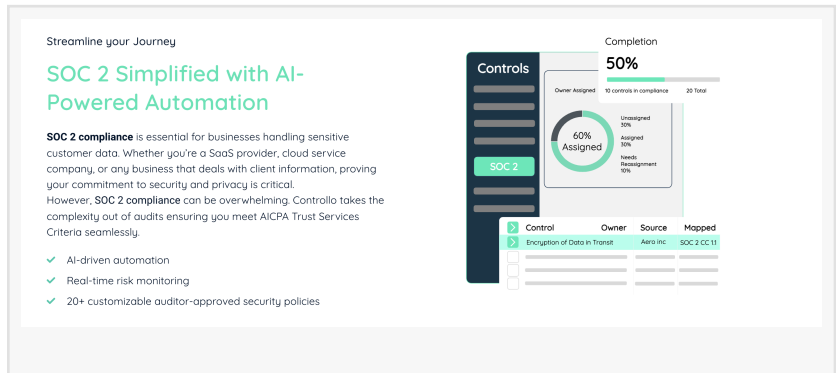 Streamline your Journey
SOC 2 Simplified with AI-
Powered Automation
SOC 2 compliance is essential for businesses handling sensitive
customer data. Whether you're a SaaS provider, cloud service
company, or any business that deals with client information, proving
your commitment to security and privacy is critical.
However, SOC 2 compliance can be overwhelming. Controllo takes the
complexity out of audits ensuring you meet AICPA Trust Services
Criteria seamlessly.
AI-driven automation
Real-time risk monitoring
20+ customizable auditor-approved security policies
Controls
SOC 2
Completion
50%
10 controls in compliance 20 Total
Owner Assigned
60%
Assigned
Unassigned
30%
Assigned
30%
Needs
Reassignment
10%
Control Owner Source Mapped
Encryption of Data in Transit Aero inc SOC 2 CC 1.1